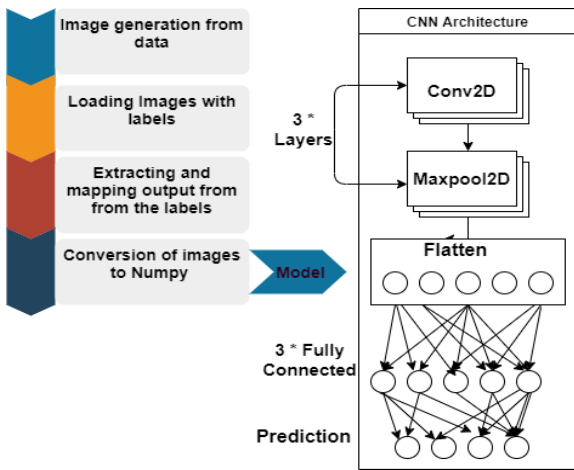 Image generation from
data
Loading Images with
labels
Extracting and
mapping output from
from the labels
Conversion of images
to Numpy
Model
CNN Architecture
Conv2D
3 *
Layers
Maxpool2D
Flatten
3 * Fully
Connected
Prediction